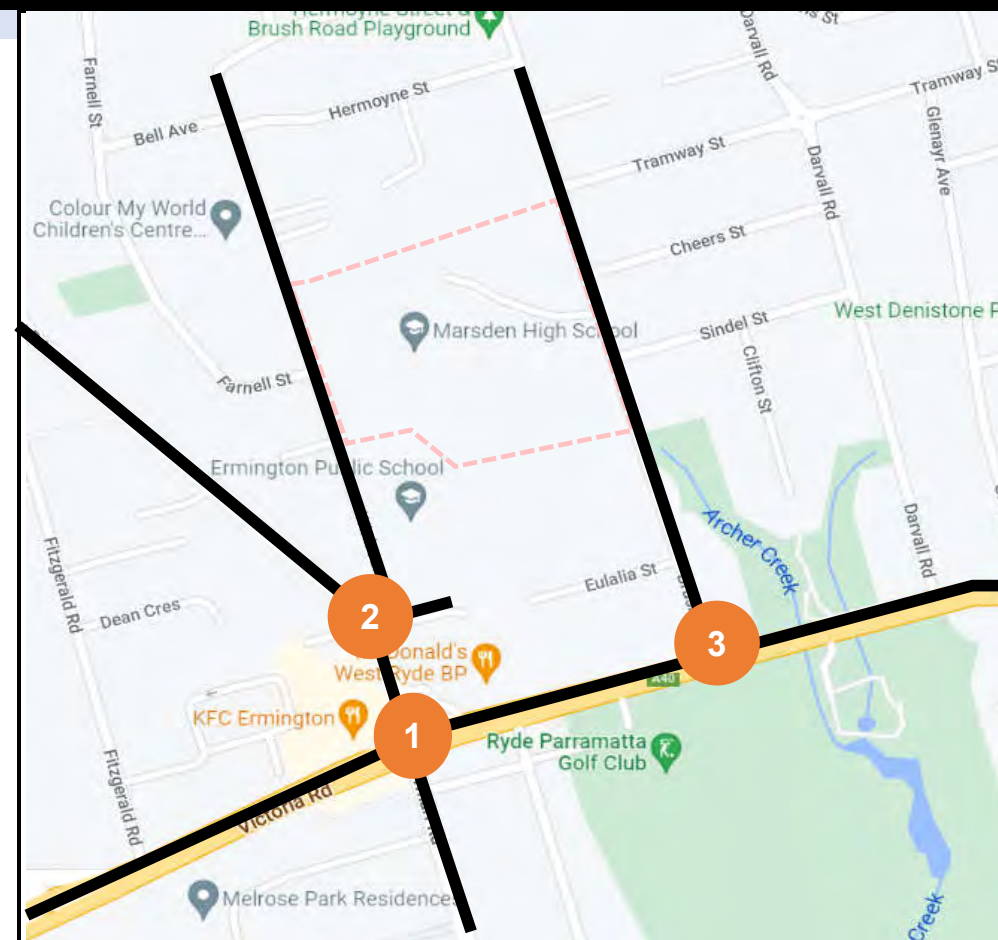 Hermoyne Street &
Brush Road Playground
Darvall Rd
Farnell St
Bell Ave
Hermoyne St
Tramway St
Tramway St
Glenayr Ave
Darvall Rd
Colour My World
Children's Centre...
Cheers St
West Denistone P
Marsden High School
Sindel St
Clifton St
Farnell St
Ermington Public School
Archer Creek
Darvall Rd
Fitzgerald Rd
Eulalia St
Dean Cres
2
3
Donald's
West Ryde BP
A40
KFC Ermington
1
Ryde Parramatta
Golf Club
Fitzgerald Rd
Victoria Rd
Melrose Park Residences
Creek